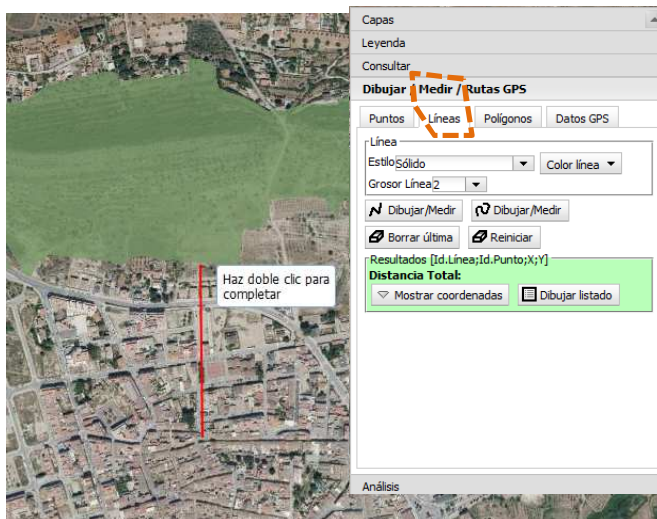 Capas
Leyenda
Consultar
Dibujar / Medir / Rutas GPS
Puntos Líneas Polígonos Datos GPS
Línea
Estilo Sólido Color línea
Grosor Línea 2
Dibujar/Medir Dibujar/Medir
Borrar última Reiniciar
Resultados [Id.Línea;Id.Punto;X;Y]
Distancia Total:
Mostrar coordenadas Dibujar listado
Haz doble clic para
completar
Análisis